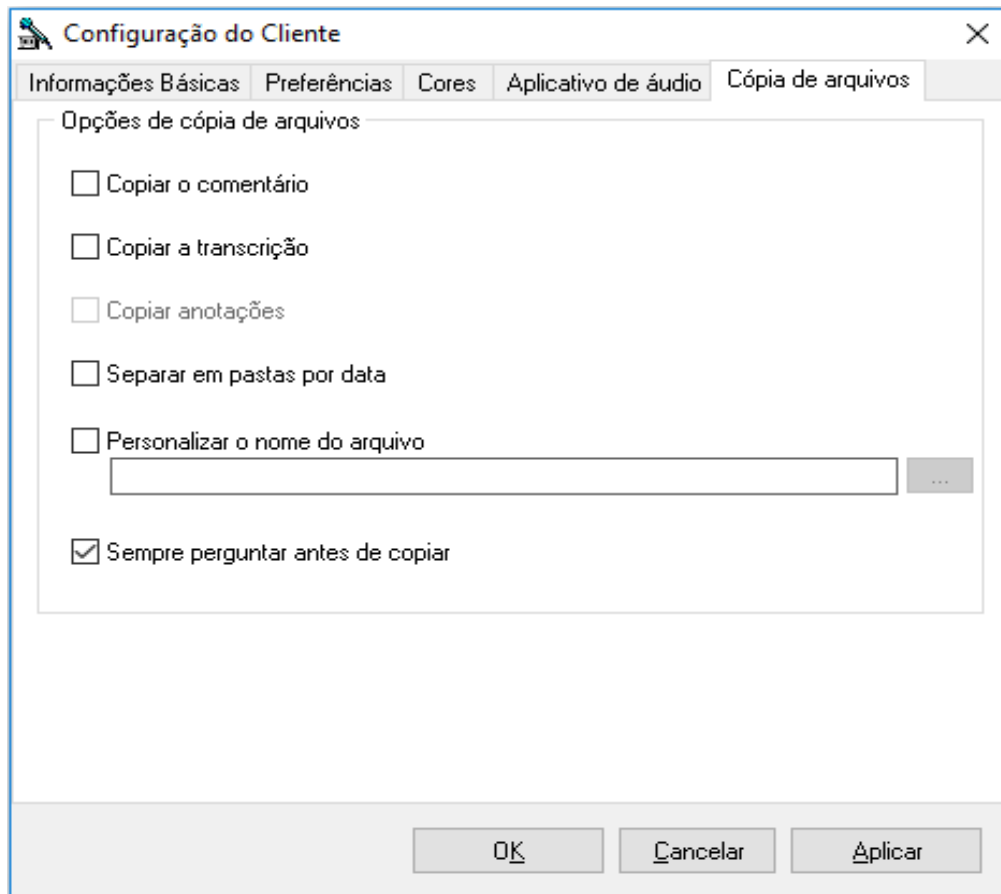 Configuração do Cliente
Informações Básicas Preferências Cores Aplicativo de áudio Cópia de arquivos
Opções de cópia de arquivos
Copiar o comentário
Copiar a transcrição
Copiar anotações
Separar em pastas por data
Personalizar o nome do arquivo
...
Sempre perguntar antes de copiar
OK Cancelar Aplicar